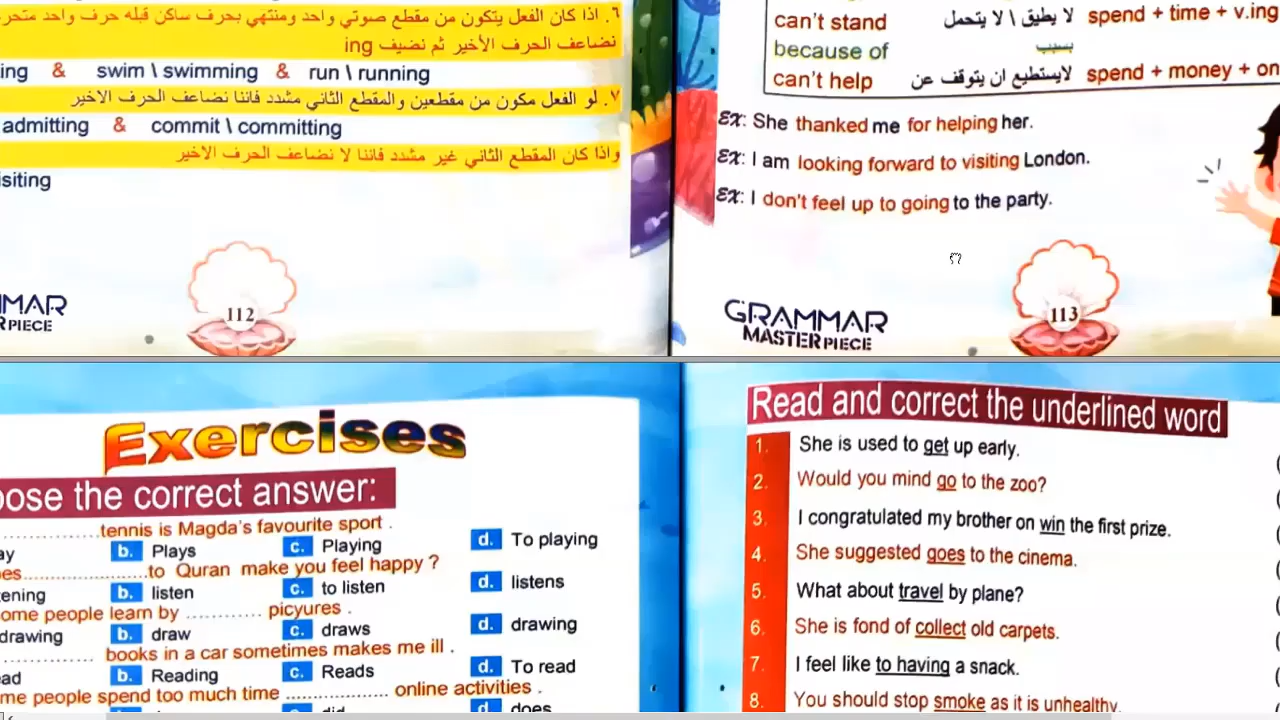 ٦. اذا كان الفعل يتكون من مقطع صوتي واحد ومنتهي بحرف ساكن قبله حرف واحد متحر
نضاعف الحرف الأخير ثم نضيف ing
ing & swim \ swimming & run \ running
٧. لو الفعل مكون من مقطعين والمقطع الثاني مشدد فاننا نضاعف الحرف الاخير
admitting & commit \ committing
واذا كان المقطع الثاني غير مشدد فاننا لا نضاعف الحرف الاخير
isiting
MMAR
RPIECE
112
can't stand لا يطيق \ لا يتحمل spend + time + v.ing
because of بسبب
can't help لايستطيع ان يتوقف عن spend + money + on
Ex: She thanked me for helping her.
Ex: I am looking forward to visiting London.
Ex: I don't feel up to going to the party.
GRAMMAR
MASTERPIECE
113
Exercises
oose the correct answer:
....................tennis is Magda's favourite sport .
ay b. Plays c. Playing d. To playing
es........................to Quran make you feel happy ?
tening b. listen c. to listen d. listens
ome people learn by ............ picyures .
drawing b. draw c. draws d. drawing
................ books in a car sometimes makes me ill .
ad b. Reading c. Reads d. To read
me people spend too much time ................ online activities .
did d. does
Read and correct the underlined word
1. She is used to get up early.
2. Would you mind go to the zoo?
3. I congratulated my brother on win the first prize.
4. She suggested goes to the cinema.
5. What about travel by plane?
6. She is fond of collect old carpets.
7. I feel like to having a snack.
8. You should stop smoke as it is unhealthy.